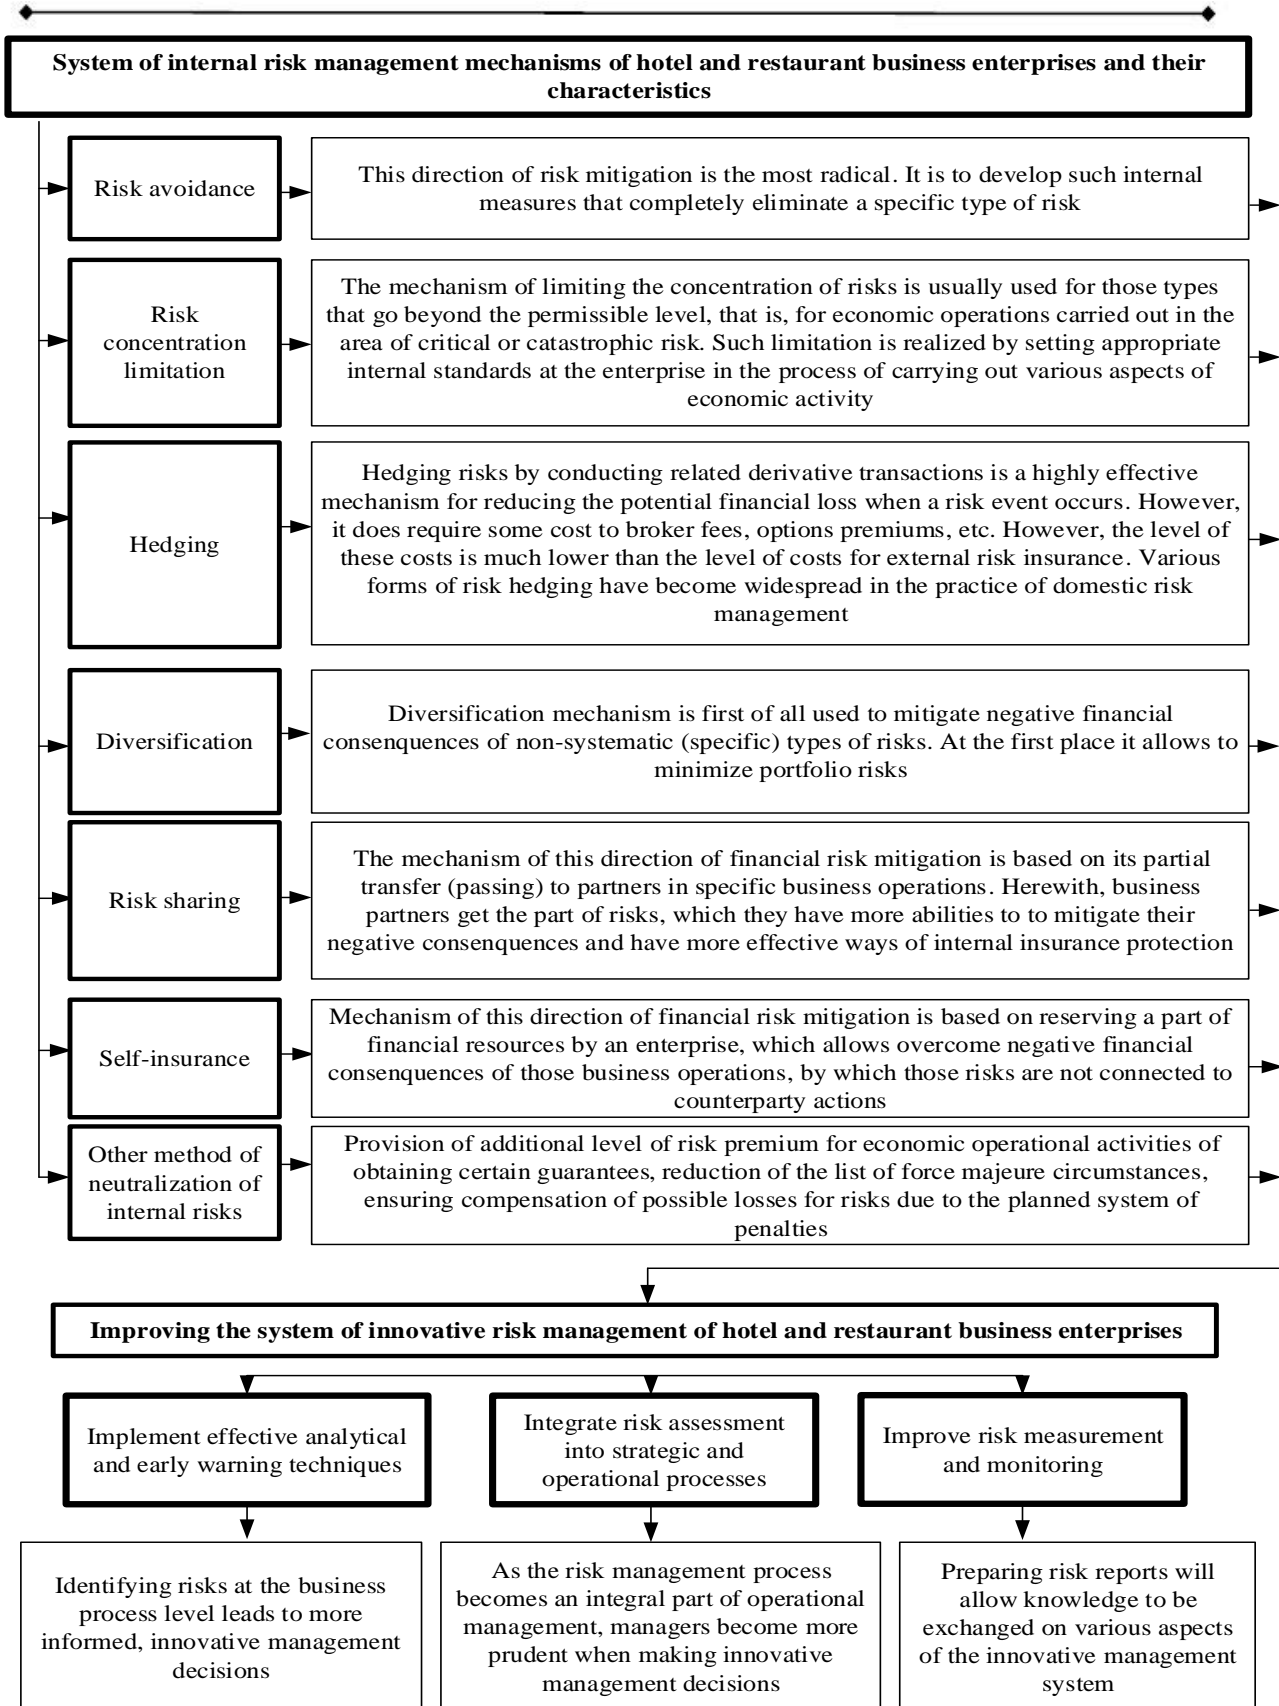 System of internal risk management mechanisms of hotel and restaurant business enterprises and their
characteristics
Risk avoidance
This direction of risk mitigation is the most radical. It is to develop such internal
measures that completely eliminate a specific type of risk
Risk
concentration
limitation
The mechanism of limiting the concentration of risks is usually used for those types
that go beyond the permissible level, that is, for economic operations carried out in the
area of critical or catastrophic risk. Such limitation is realized by setting appropriate
internal standards at the enterprise in the process of carrying out various aspects of
economic activity
Hedging
Hedging risks by conducting related derivative transactions is a highly effective
mechanism for reducing the potential financial loss when a risk event occurs. However,
it does require some cost to broker fees, options premiums, etc. However, the level of
these costs is much lower than the level of costs for external risk insurance. Various
forms of risk hedging have become widespread in the practice of domestic risk
management
Diversification
Diversification mechanism is first of all used to mitigate negative financial
consenquences of non-systematic (specific) types of risks. At the first place it allows to
minimize portfolio risks
Risk sharing
The mechanism of this direction of financial risk mitigation is based on its partial
transfer (passing) to partners in specific business operations. Herewith, business
partners get the part of risks, which they have more abilities to to mitigate their
negative consenquences and have more effective ways of internal insurance protection
Self-insurance
Mechanism of this direction of financial risk mitigation is based on reserving a part of
financial resources by an enterprise, which allows overcome negative financial
consenquences of those business operations, by which those risks are not connected to
counterparty actions
Other method of
neutralization of
internal risks
Provision of additional level of risk premium for economic operational activities of
obtaining certain guarantees, reduction of the list of force majeure circumstances,
ensuring compensation of possible losses for risks due to the planned system of
penalties
Improving the system of innovative risk management of hotel and restaurant business enterprises
Implement effective analytical
and early warning techniques
Integrate risk assessment
into strategic and
operational processes
Improve risk measurement
and monitoring
Identifying risks at the business
process level leads to more
informed, innovative management
decisions
As the risk management process
becomes an integral part of operational
management, managers become more
prudent when making innovative
management decisions
Preparing risk reports will
allow knowledge to be
exchanged on various aspects
of the innovative management
system